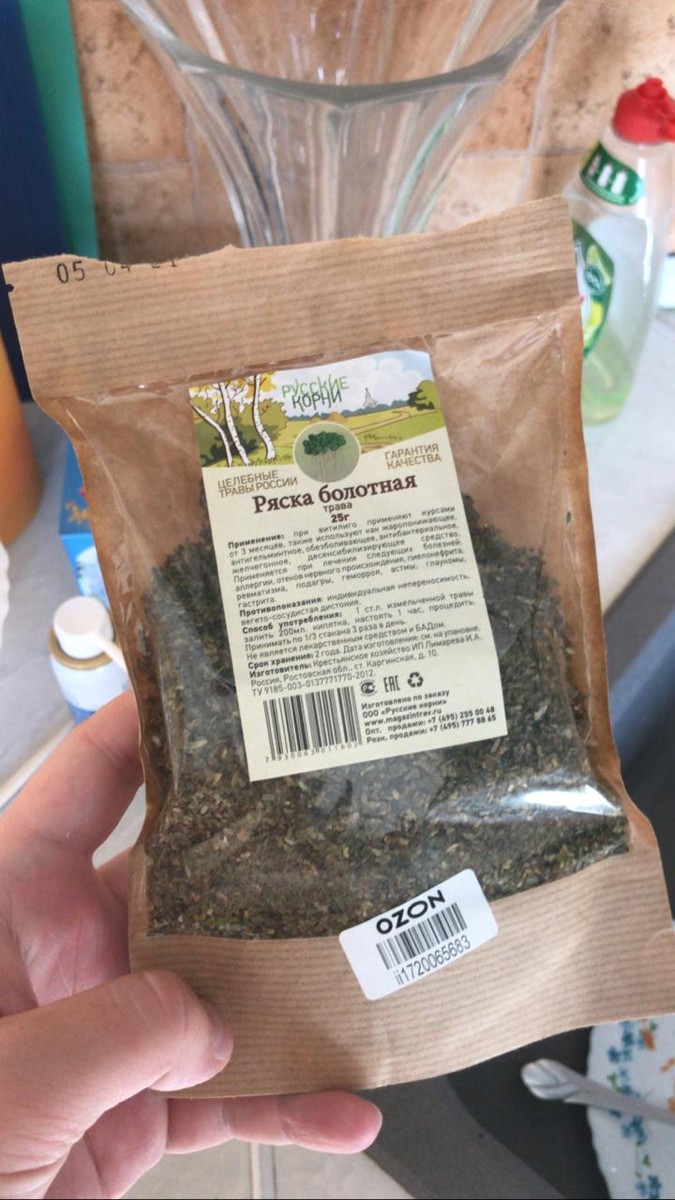 05 04 21
РУССКИЕ
КОРНИ
ЦЕЛЕБНЫЕ
ТРАВЫ РОССИИ
ГАРАНТИЯ
КАЧЕСТВА
Ряска болотная
трава
25г
Применение: при витилиго применяют курсами
от 3 месяцев, также используют как жаропонижающее,
антигельминтное, обезболивающее, антибактериальное,
желчегонное, десенсибилизирующее средство.
Применяется при лечении следующих болезней:
аллергии, отеков нервного происхождения, пиелонефрита,
ревматизма, подагры, геморроя, астмы, глаукомы,
гастрита.
Противопоказания: индивидуальная непереносимость,
вегето-сосудистая дистония.
Способ употребления: 1 ст.л. измельченной травы
залить 200мл. кипятка, настоять 1 час, процедить.
Принимать по 1/3 стакана 3 раза в день.
Не является лекарственным средством и БАДом.
Срок хранения: 2 года. Дата изготовления: см. на упаковке.
Изготовитель: Крестьянское хозяйство ИП Пимарева И.А.
Россия, Ростовская обл., ст. Каргинская, д. 10.
ТУ 9185-003-0137771770-2012.
EAC
Изготовлено по заказу
ООО «Русские корни»
www.magazintrav.ru
Опт. продажи: +7 (495) 255 00 48
Розн. продажи: +7 (495) 777 88 65
OZON
ii1720065683